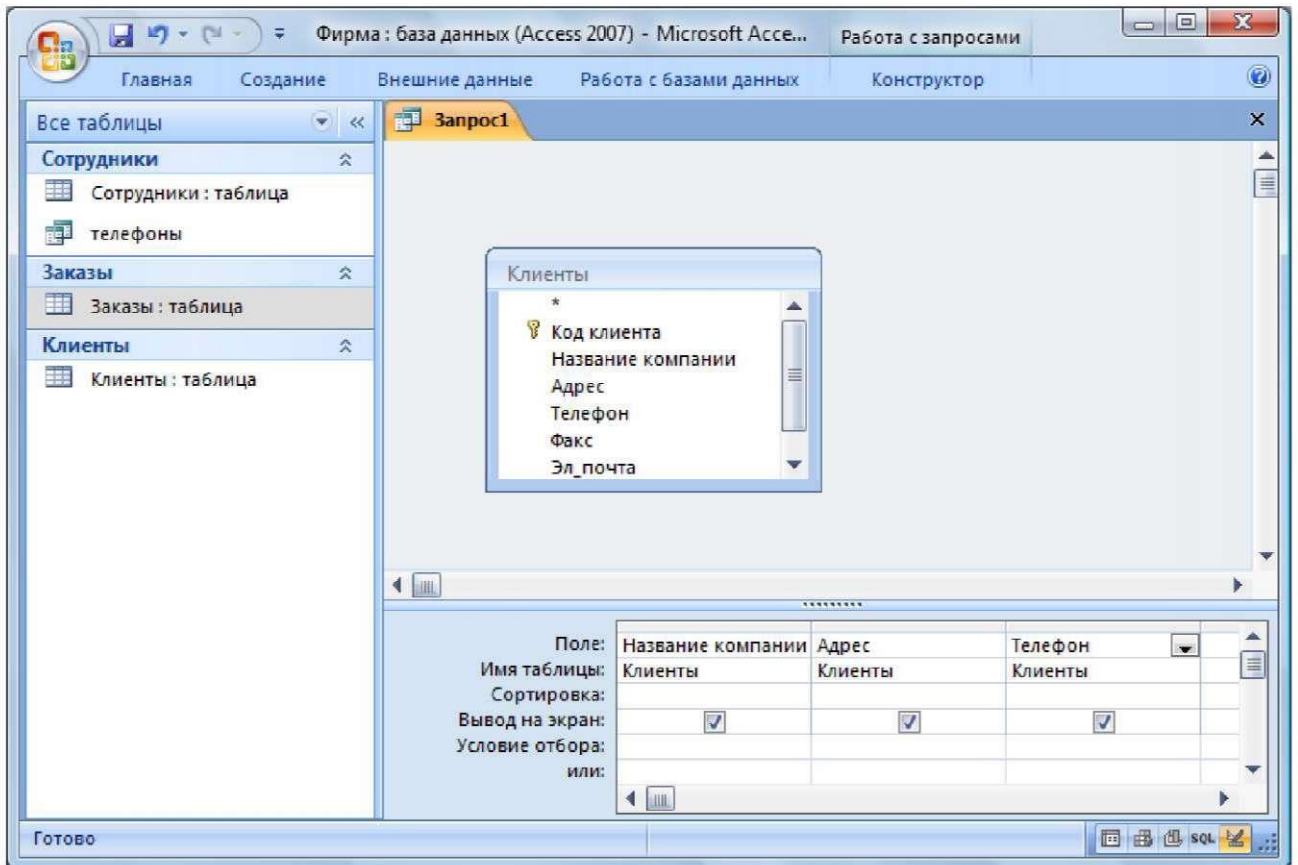 Фирма : база данных (Access 2007) - Microsoft Acce...
Работа с запросами
Главная Создание Внешние данные Работа с базами данных Конструктор
Все таблицы
Запрос1
Сотрудники
Сотрудники : таблица
телефоны
Заказы
Заказы : таблица
Клиенты
Клиенты : таблица
Клиенты
*
Код клиента
Название компании
Адрес
Телефон
Факс
Эл_почта
Поле: Название компании Адрес Телефон
Имя таблицы: Клиенты Клиенты Клиенты
Сортировка:
Вывод на экран:
Условие отбора:
или:
Готово
SQL